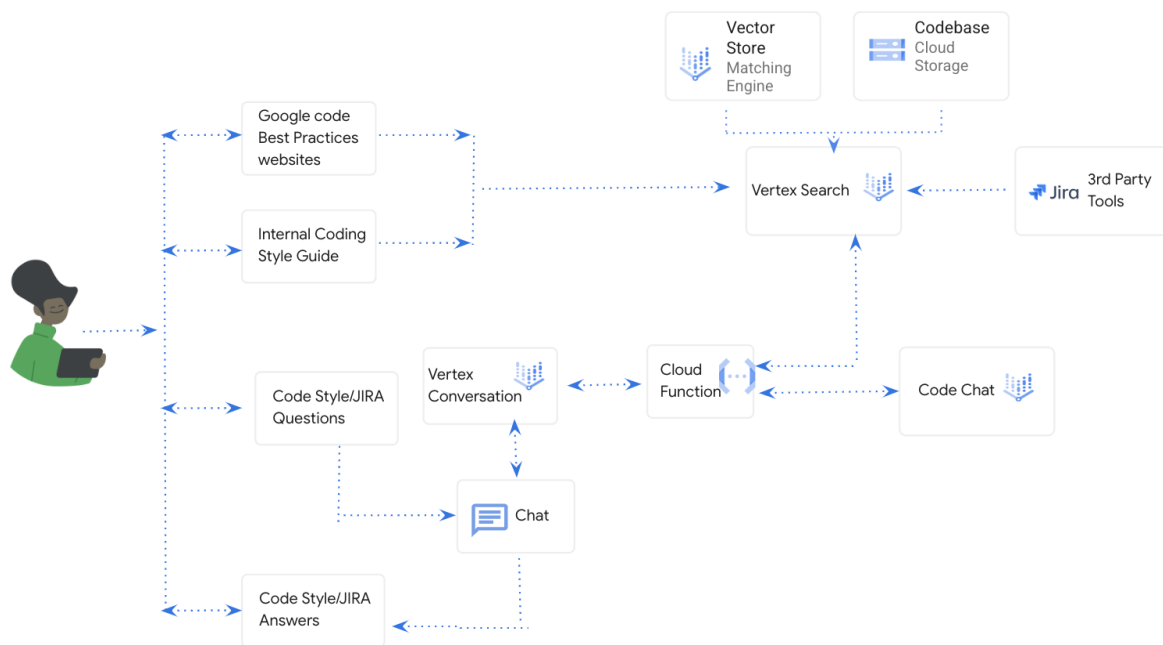 Vector
Store
Matching
Engine
Codebase
Cloud
Storage
Google code
Best Practices
websites
Vertex Search
Jira
3rd Party
Tools
Internal Coding
Style Guide
Vertex
Conversation
Cloud
Function
Code Chat
Code Style/JIRA
Questions
Chat
Code Style/JIRA
Answers